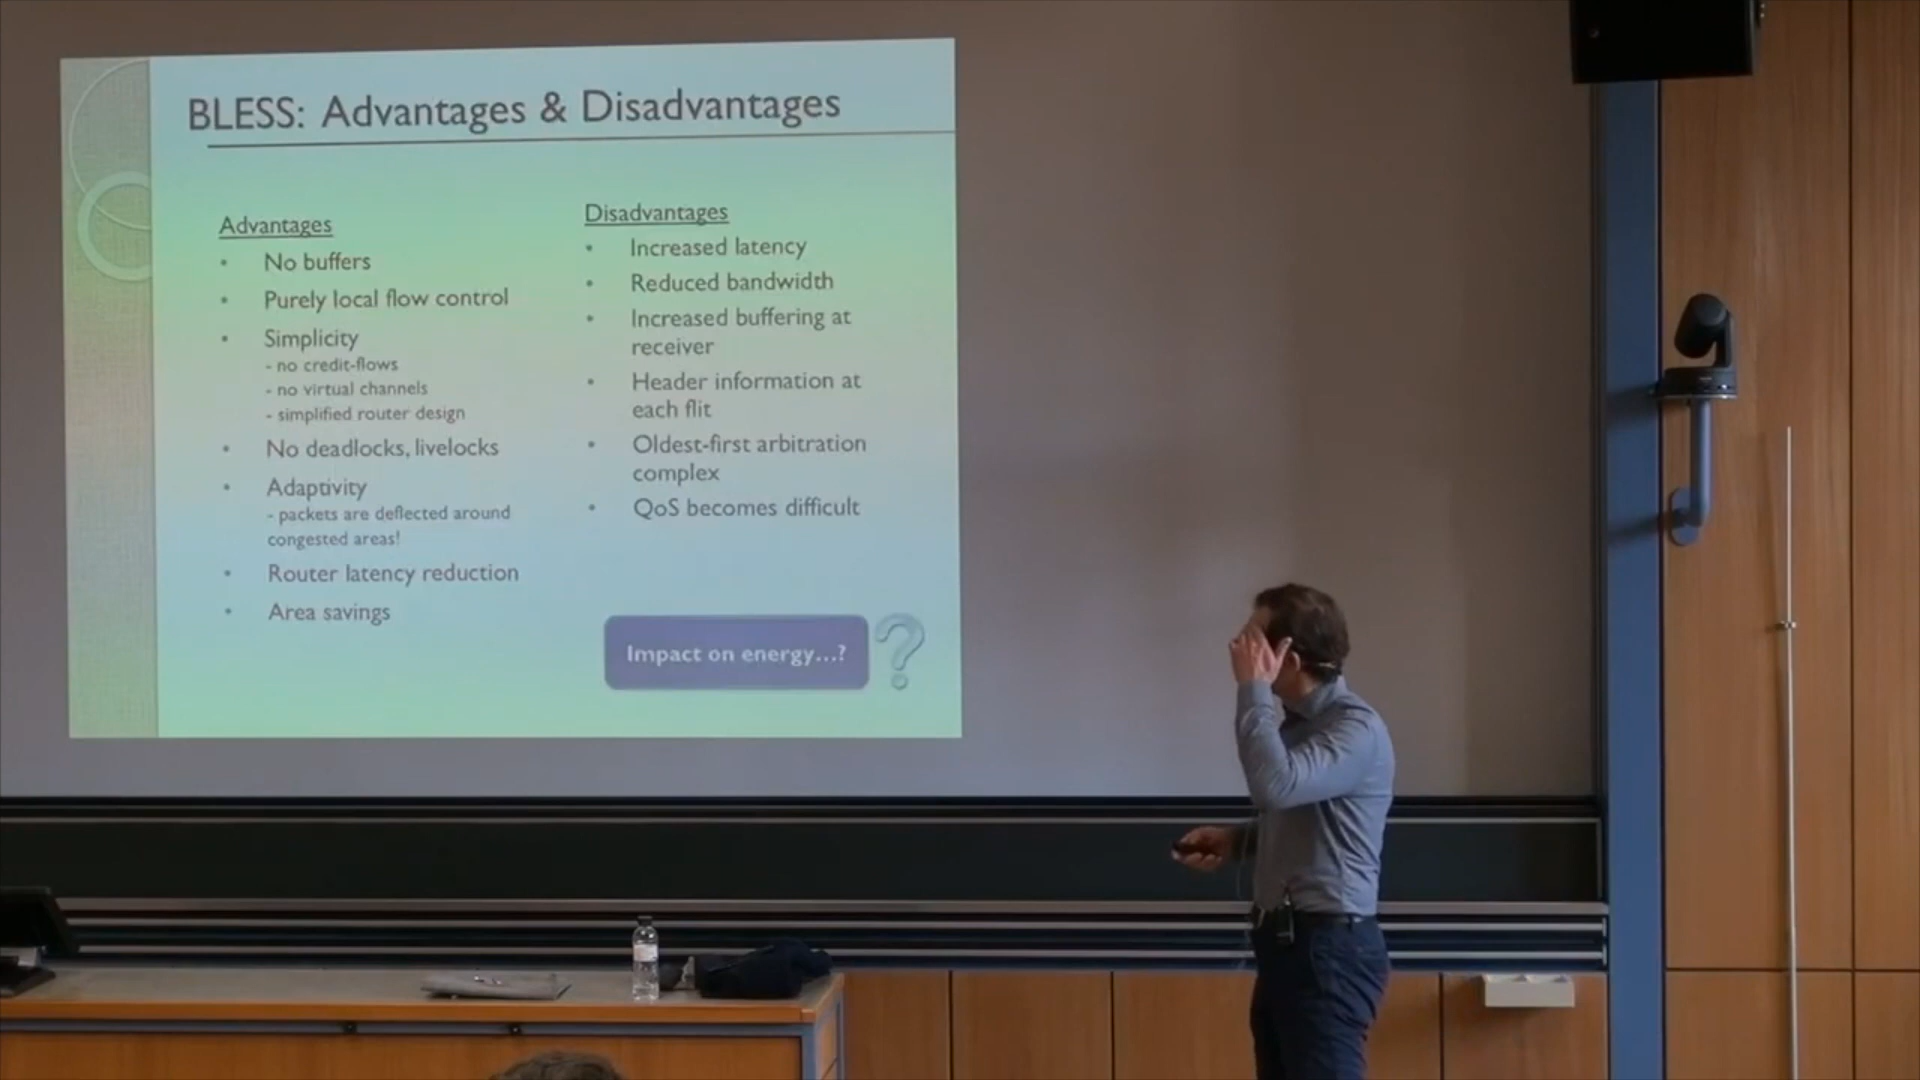 BLESS: Advantages & Disadvantages
Advantages
• No buffers
• Purely local flow control
• Simplicity
- no credit-flows
- no virtual channels
- simplified router design
• No deadlocks, livelocks
• Adaptivity
- packets are deflected around
congested areas!
• Router latency reduction
• Area savings
Disadvantages
• Increased latency
• Reduced bandwidth
• Increased buffering at
receiver
• Header information at
each flit
• Oldest-first arbitration
complex
• QoS becomes difficult
Impact on energy...?
?